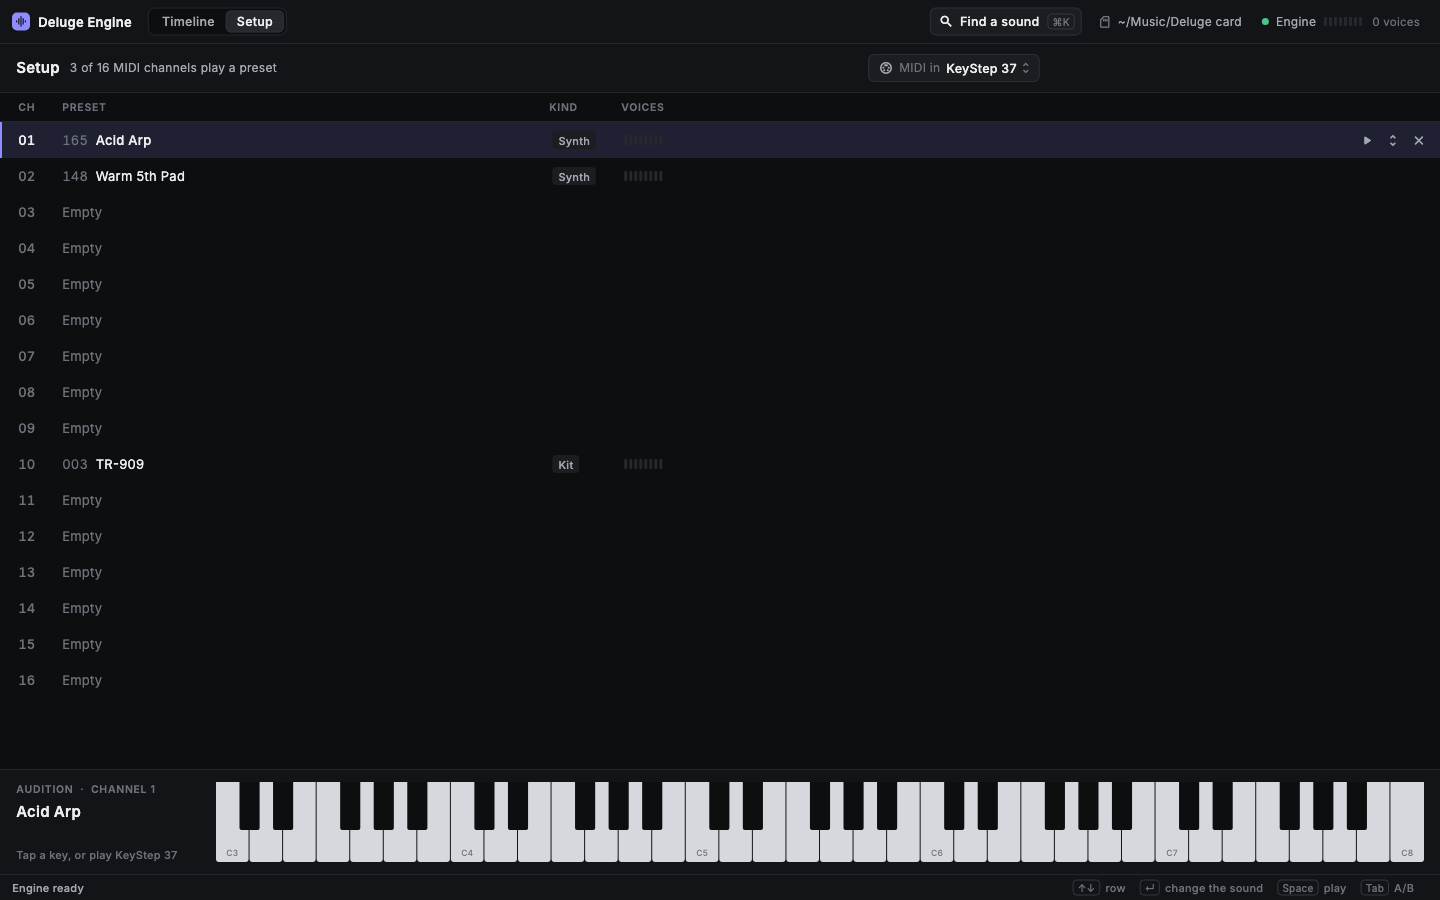 Deluge Engine Timeline Setup Find a sound ⌘K ~/Music/Deluge card Engine 0 voices
Setup 3 of 16 MIDI channels play a preset MIDI in KeyStep 37
CH PRESET KIND VOICES
01 165 Acid Arp Synth
02 148 Warm 5th Pad Synth
03 Empty
04 Empty
05 Empty
06 Empty
07 Empty
08 Empty
09 Empty
10 003 TR-909 Kit
11 Empty
12 Empty
13 Empty
14 Empty
15 Empty
16 Empty
AUDITION · CHANNEL 1
Acid Arp
Tap a key, or play KeyStep 37
C3 C4 C5 C6 C7 C8
Engine ready ↑↓ row ↵ change the sound Space play Tab A/B